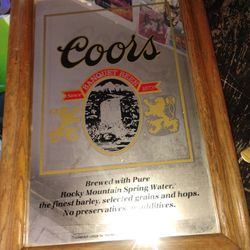 Coors
BANQUET BEER
SINCE 1873
Brewed with Pure
Rocky Mountain Spring Water,
the finest barley, selected grains and hops.
No preservatives or additives.